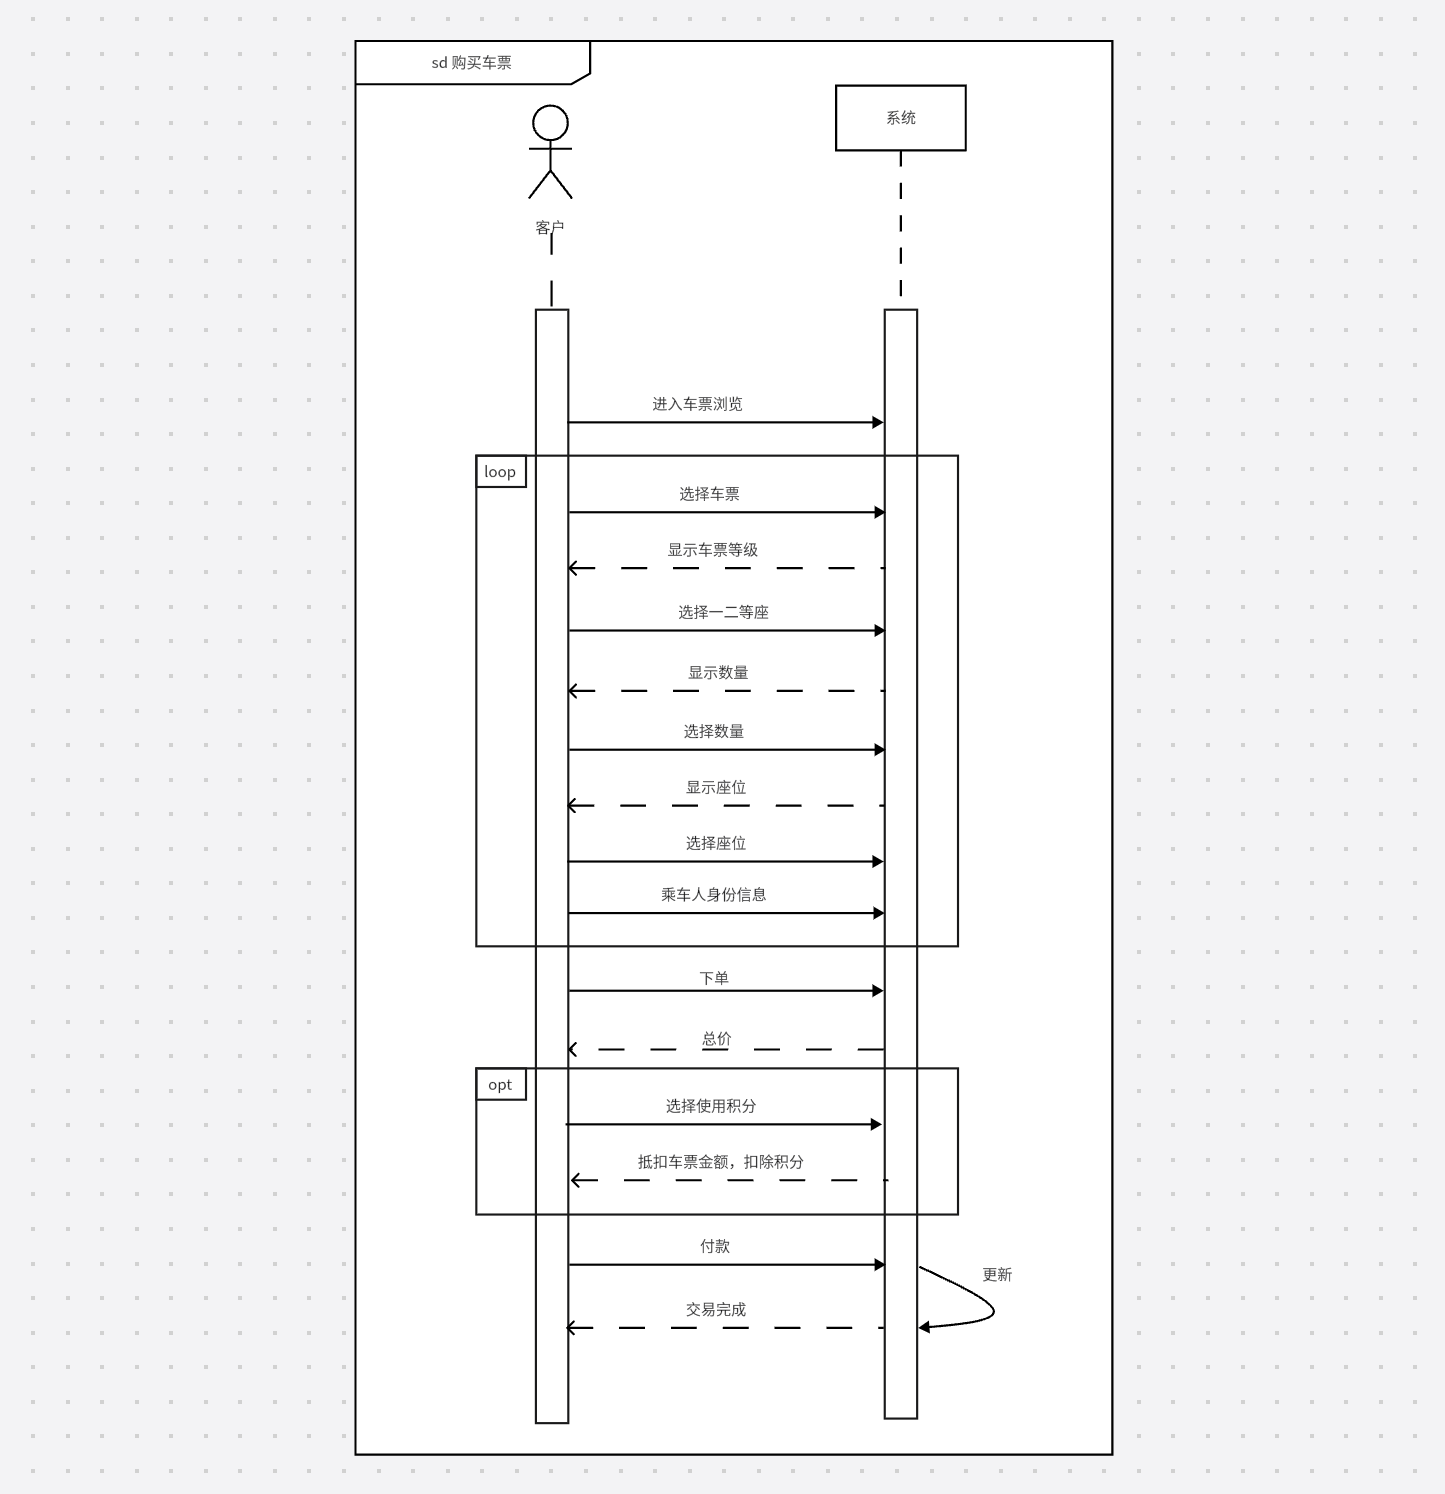 sd 购买车票
系统
客户
进入车票浏览
loop
选择车票
显示车票等级
选择一二等座
显示数量
选择数量
显示座位
选择座位
乘车人身份信息
下单
总价
opt
选择使用积分
抵扣车票金额，扣除积分
付款
更新
交易完成